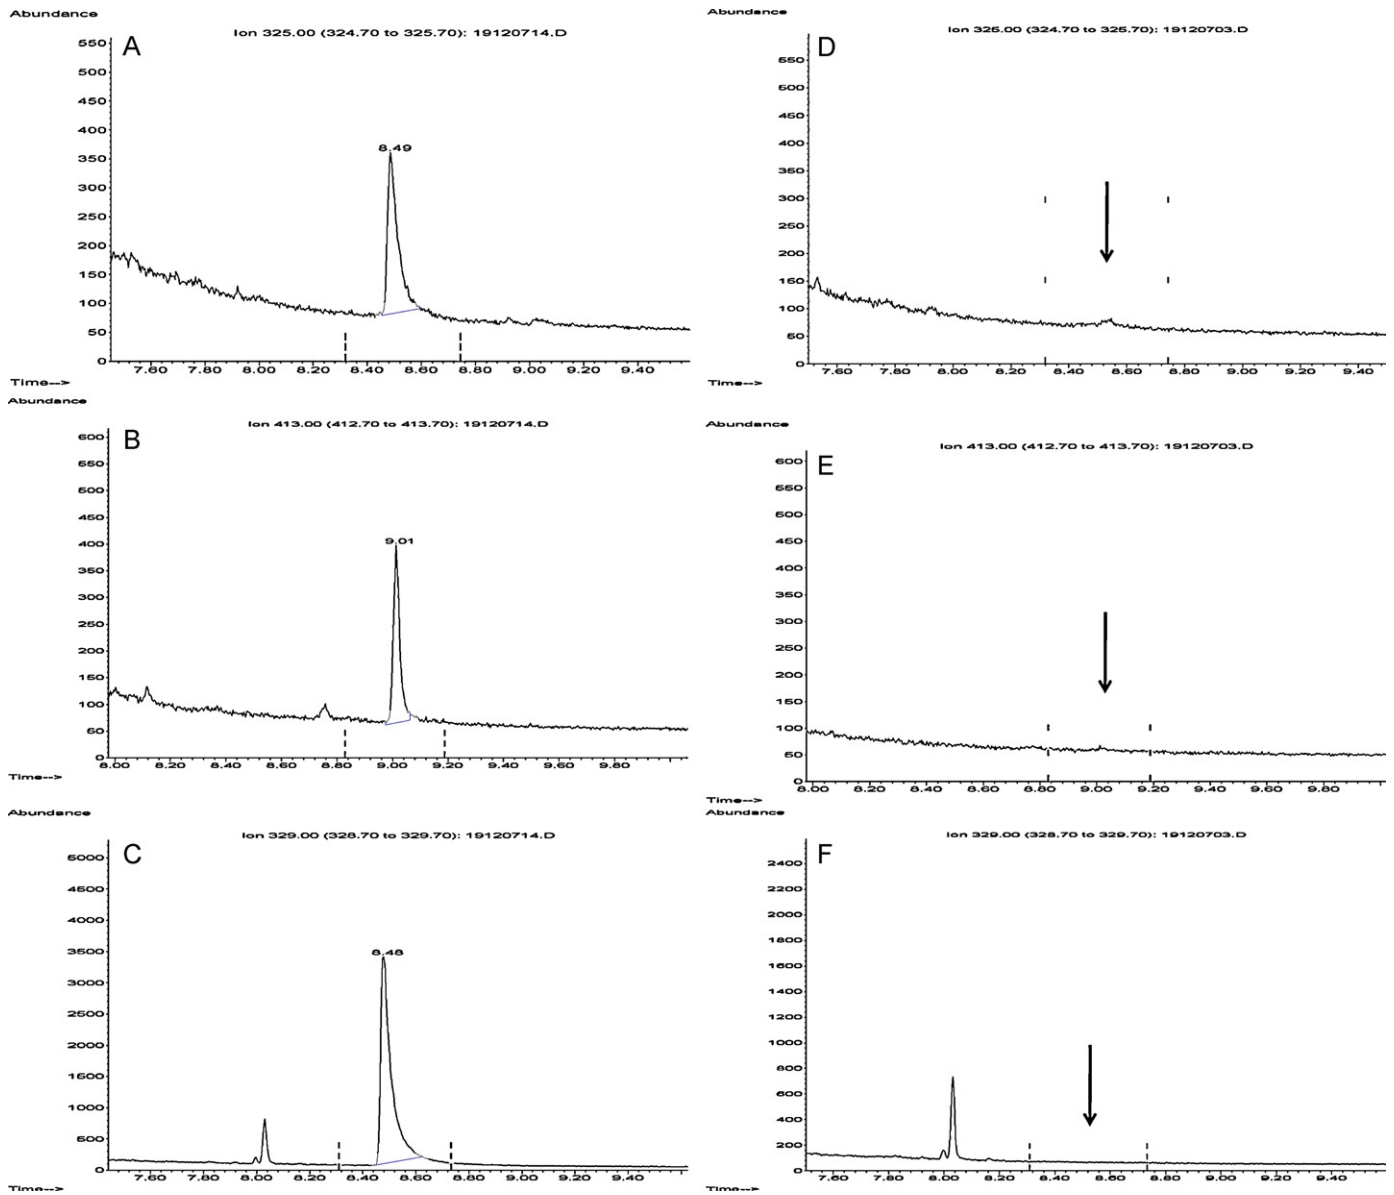 Abundance
Ion 325.00 (324.70 to 325.70): 19120714.D
A
550
500
450
400
350
300
250
200
150
100
50
0
8.49
7.60 7.80 8.00 8.20 8.40 8.60 8.80 9.00 9.20 9.40
Time-->
Abundance
Ion 413.00 (412.70 to 413.70): 19120714.D
B
600
550
500
450
400
350
300
250
200
150
100
50
0
9.01
8.00 8.20 8.40 8.60 8.80 9.00 9.20 9.40 9.60 9.80
Time-->
Abundance
Ion 329.00 (328.70 to 329.70): 19120714.D
C
5000
4500
4000
3500
3000
2500
2000
1500
1000
500
0
8.48
7.60 7.80 8.00 8.20 8.40 8.60 8.80 9.00 9.20 9.40
Time-->
Abundance
Ion 325.00 (324.70 to 325.70): 19120703.D
D
550
500
450
400
350
300
250
200
150
100
50
0
7.60 7.80 8.00 8.20 8.40 8.60 8.80 9.00 9.20 9.40
Time-->
Abundance
Ion 413.00 (412.70 to 413.70): 19120703.D
E
600
550
500
450
400
350
300
250
200
150
100
50
0
8.00 8.20 8.40 8.60 8.80 9.00 9.20 9.40 9.60 9.80
Time-->
Abundance
Ion 329.00 (328.70 to 329.70): 19120703.D
F
2400
2200
2000
1800
1600
1400
1200
1000
800
600
400
200
0
7.60 7.80 8.00 8.20 8.40 8.60 8.80 9.00 9.20 9.40
Time-->